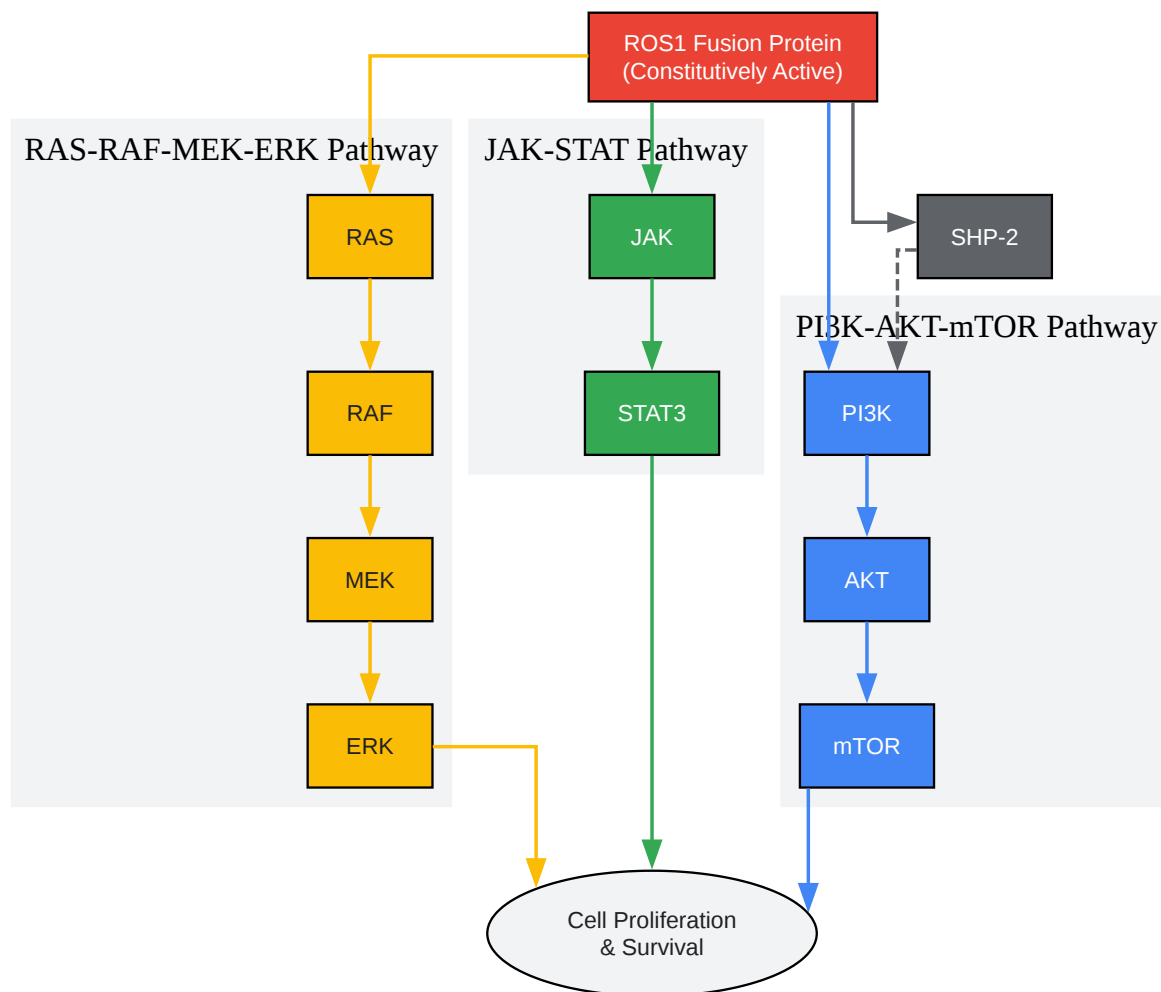 ROS1 Fusion Protein
(Constitutively Active)
RAS-RAF-MEK-ERK Pathway
JAK-STAT Pathway
RAS
JAK
SHP-2
PI3K-AKT-mTOR Pathway
RAF
STAT3
PI3K
MEK
AKT
ERK
mTOR
Cell Proliferation
& Survival